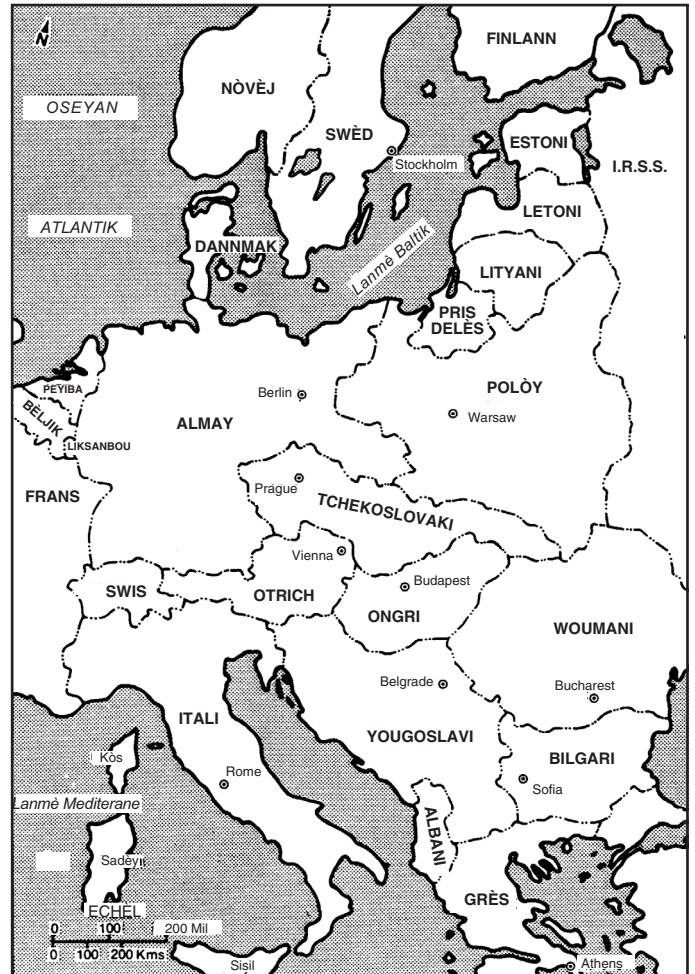 N
FINLANN
NÒVÈJ
OSEYAN
SWÈD
ESTONI
Stockholm
I.R.S.S.
LETONI
ATLANTIK
DANNMAK
Lanmè Baltik
LITYANI
PRIS
DELÈS
PEYIBA
Berlin
POLÒY
BÈLJIK
ALMAY
Warsaw
LIKSANBOU
FRANS
Prague
TCHEKOSLOVAKI
Vienna
SWIS
OTRICH
Budapest
ONGRI
WOUMANI
Belgrade
Bucharest
ITALI
YOUGOSLAVI
BILGARI
Kòs
Rome
Sofia
Lanmè Mediterane
ALBANI
Sadèy
GRÈS
ECHÈL
0 100 200 Mil
0 100 200 Kms
Sisil
Athens